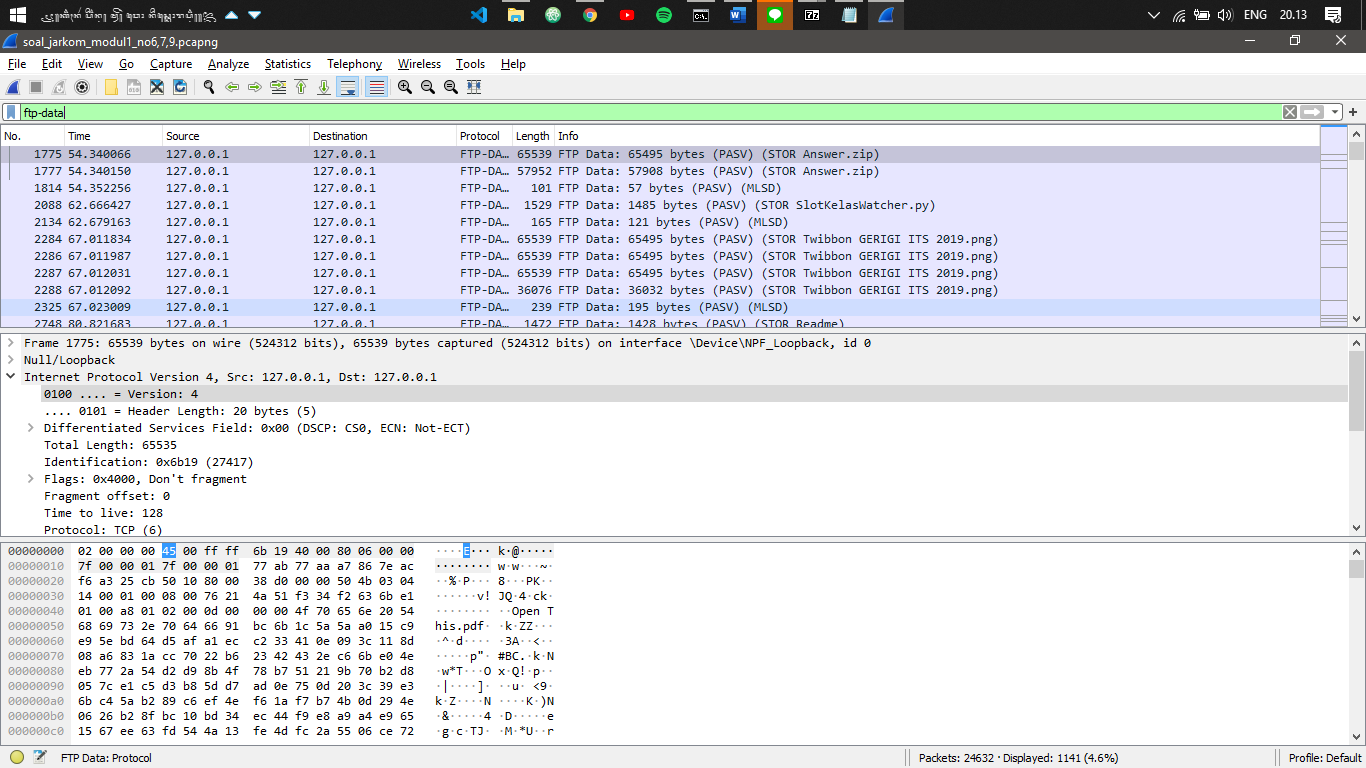 ENG 20.13
soal_jarkom_modul1_no6,7,9.pcapng
File Edit View Go Capture Analyze Statistics Telephony Wireless Tools Help
ftp-data
No. Time Source Destination Protocol Length Info
1775 54.340066 127.0.0.1 127.0.0.1 FTP-DA… 65539 FTP Data: 65495 bytes (PASV) (STOR Answer.zip)
1777 54.340150 127.0.0.1 127.0.0.1 FTP-DA… 57952 FTP Data: 57908 bytes (PASV) (STOR Answer.zip)
1814 54.352256 127.0.0.1 127.0.0.1 FTP-DA… 101 FTP Data: 57 bytes (PASV) (MLSD)
2088 62.666427 127.0.0.1 127.0.0.1 FTP-DA… 1529 FTP Data: 1485 bytes (PASV) (STOR SlotKelasWatcher.py)
2134 62.679163 127.0.0.1 127.0.0.1 FTP-DA… 165 FTP Data: 121 bytes (PASV) (MLSD)
2284 67.011834 127.0.0.1 127.0.0.1 FTP-DA… 65539 FTP Data: 65495 bytes (PASV) (STOR Twibbon GERIGI ITS 2019.png)
2286 67.011987 127.0.0.1 127.0.0.1 FTP-DA… 65539 FTP Data: 65495 bytes (PASV) (STOR Twibbon GERIGI ITS 2019.png)
2287 67.012031 127.0.0.1 127.0.0.1 FTP-DA… 65539 FTP Data: 65495 bytes (PASV) (STOR Twibbon GERIGI ITS 2019.png)
2288 67.012092 127.0.0.1 127.0.0.1 FTP-DA… 36076 FTP Data: 36032 bytes (PASV) (STOR Twibbon GERIGI ITS 2019.png)
2325 67.023009 127.0.0.1 127.0.0.1 FTP-DA… 239 FTP Data: 195 bytes (PASV) (MLSD)
2748 80.821683 127.0.0.1 127.0.0.1 FTP-DA… 1472 FTP Data: 1428 bytes (PASV) (STOR Readme)
Frame 1775: 65539 bytes on wire (524312 bits), 65539 bytes captured (524312 bits) on interface \Device\NPF_Loopback, id 0
Null/Loopback
Internet Protocol Version 4, Src: 127.0.0.1, Dst: 127.0.0.1
0100 .... = Version: 4
.... 0101 = Header Length: 20 bytes (5)
Differentiated Services Field: 0x00 (DSCP: CS0, ECN: Not-ECT)
Total Length: 65535
Identification: 0x6b19 (27417)
Flags: 0x4000, Don't fragment
Fragment offset: 0
Time to live: 128
Protocol: TCP (6)
00000000 02 00 00 00 45 00 ff ff 6b 19 40 00 80 06 00 00 ····E··· k·@·····
00000010 7f 00 00 01 7f 00 00 01 77 ab 77 aa a7 86 7e ac ········ w·w···~·
00000020 f6 a3 25 cb 50 10 80 00 38 d0 00 00 50 4b 03 04 ··%·P··· 8···PK··
00000030 14 00 01 00 08 00 76 21 4a 51 f3 34 f2 63 6b e1 ······v! JQ·4·ck·
00000040 01 00 a8 01 02 00 0d 00 00 00 4f 70 65 6e 20 54 ········ ··Open T
00000050 68 69 73 2e 70 64 66 91 bc 6b 1c 5a 5a a0 15 c9 his.pdf· ·k·ZZ···
00000060 e9 5e bd 64 d5 af a1 ec c2 33 41 0e 09 3c 11 8d ·^·d···· ·3A··<··
00000070 08 a6 83 1a cc 70 22 b6 23 42 43 2e c6 6b e0 4e ·····p"· #BC.·k·N
00000080 eb 77 2a 54 d2 d9 8b 4f 78 b7 51 21 9b 70 b2 d8 ·w*T···O x·Q!·p··
00000090 05 7c e1 c5 d3 b8 5d d7 ad 0e 75 0d 20 3c 39 e3 ·|····]· ··u· <9·
000000a0 6b c4 5a b2 89 c6 ef 4e f6 1a f7 b7 4b 0d 29 4e k·Z····N ····K·)N
000000b0 06 26 b2 8f bc 10 bd 34 ec 44 f9 e8 a9 a4 e9 65 ·&·····4 ·D·····e
000000c0 15 67 ee 63 fd 54 4a 13 fe 4d fc 2a 55 06 ce 72 ·g·c·TJ· ·M·*U··r
FTP Data: Protocol Packets: 24632 · Displayed: 1141 (4.6%) Profile: Default